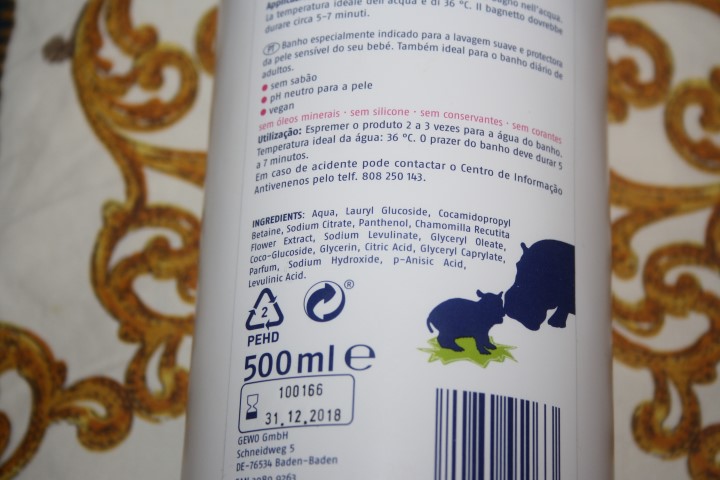 bagno nell'acqua.
La temperatura ideale dell'acqua è di 36 °C. Il bagnetto dovrebbe
durare circa 5-7 minuti.
PT Banho especialmente indicado para a lavagem suave e protectora
da pele sensível do seu bebé. Também ideal para o banho diário de
adultos.
• sem sabão
• pH neutro para a pele
• vegan
sem óleos minerais · sem silicone · sem conservantes · sem corantes
Utilização: Espremer o produto 2 a 3 vezes para a água do banho.
Temperatura ideal da água: 36 °C. O prazer do banho deve durar 5
a 7 minutos.
Em caso de acidente pode contactar o Centro de Informação
Antivenenos pelo telf. 808 250 143.
INGREDIENTS: Aqua, Lauryl Glucoside, Cocamidopropyl
Betaine, Sodium Citrate, Panthenol, Chamomilla Recutita
Flower Extract, Sodium Levulinate, Glyceryl Oleate,
Coco-Glucoside, Glycerin, Citric Acid, Glyceryl Caprylate,
Parfum, Sodium Hydroxide, p-Anisic Acid,
Levulinic Acid.
2
®
PEHD
500ml e
100166
31.12.2018
GEWO GmbH
Schneidweg 5
DE-76534 Baden-Baden